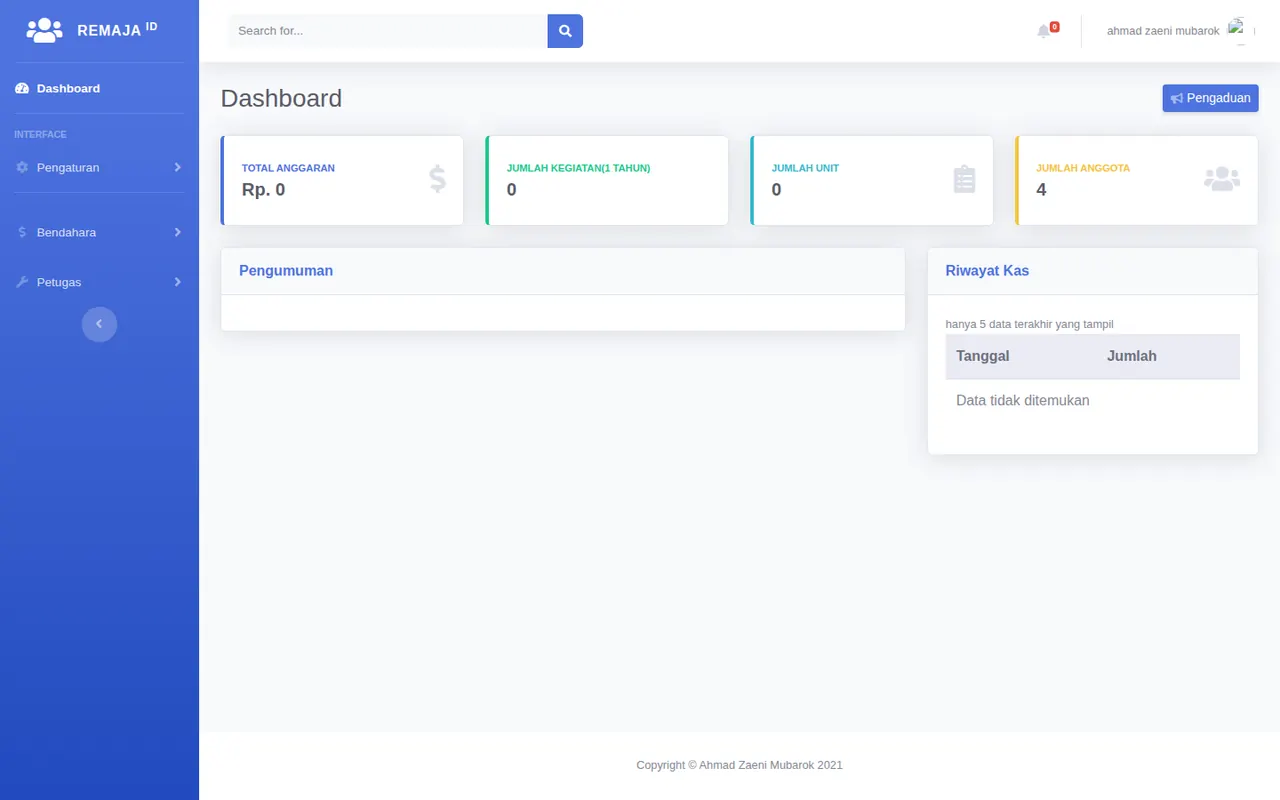 REMAJA ID
Search for...
0
ahmad zaeni mubarok
Dashboard
INTERFACE
Pengaturan
Bendahara
Petugas
Dashboard
Pengaduan
TOTAL ANGGARAN
Rp. 0
JUMLAH KEGIATAN(1 TAHUN)
0
JUMLAH UNIT
0
JUMLAH ANGGOTA
4
Pengumuman
Riwayat Kas
hanya 5 data terakhir yang tampil
Tanggal Jumlah
Data tidak ditemukan
Copyright © Ahmad Zaeni Mubarok 2021